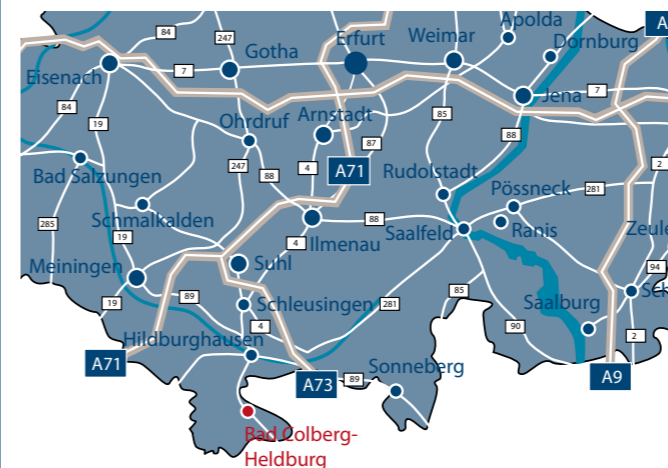 84
247
Gotha
Erfurt
Weimar
Apolda
Dornburg
A
Eisenach
7
Jena
7
84
19
Ohrdruf
Arnstadt
87
85
88
Bad Salzungen
247
88
4
A71
Rudolstadt
Pössneck
281
2
285
Schmalkalden
19
4
Ilmenau
88
Saalfeld
Ranis
Zeule
Meiningen
Suhl
94
19
89
Schleusingen
281
85
Saalburg
Sch
4
90
2
Hildburghausen
A71
A73
89
Sonneberg
A9
Bad Colberg-
Heldburg